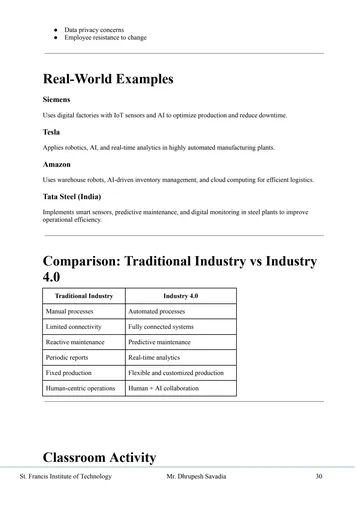 ● Data privacy concerns
● Employee resistance to change
Real-World Examples
Siemens
Uses digital factories with IoT sensors and AI to optimize production and reduce downtime.
Tesla
Applies robotics, AI, and real-time analytics in highly automated manufacturing plants.
Amazon
Uses warehouse robots, AI-driven inventory management, and cloud computing for efficient logistics.
Tata Steel (India)
Implements smart sensors, predictive maintenance, and digital monitoring in steel plants to improve
operational efficiency.
Comparison: Traditional Industry vs Industry
4.0
Traditional Industry Industry 4.0
Manual processes Automated processes
Limited connectivity Fully connected systems
Reactive maintenance Predictive maintenance
Periodic reports Real-time analytics
Fixed production Flexible and customized production
Human-centric operations Human + AI collaboration
Classroom Activity
St. Francis Institute of Technology Mr. Dhrupesh Savadia 30